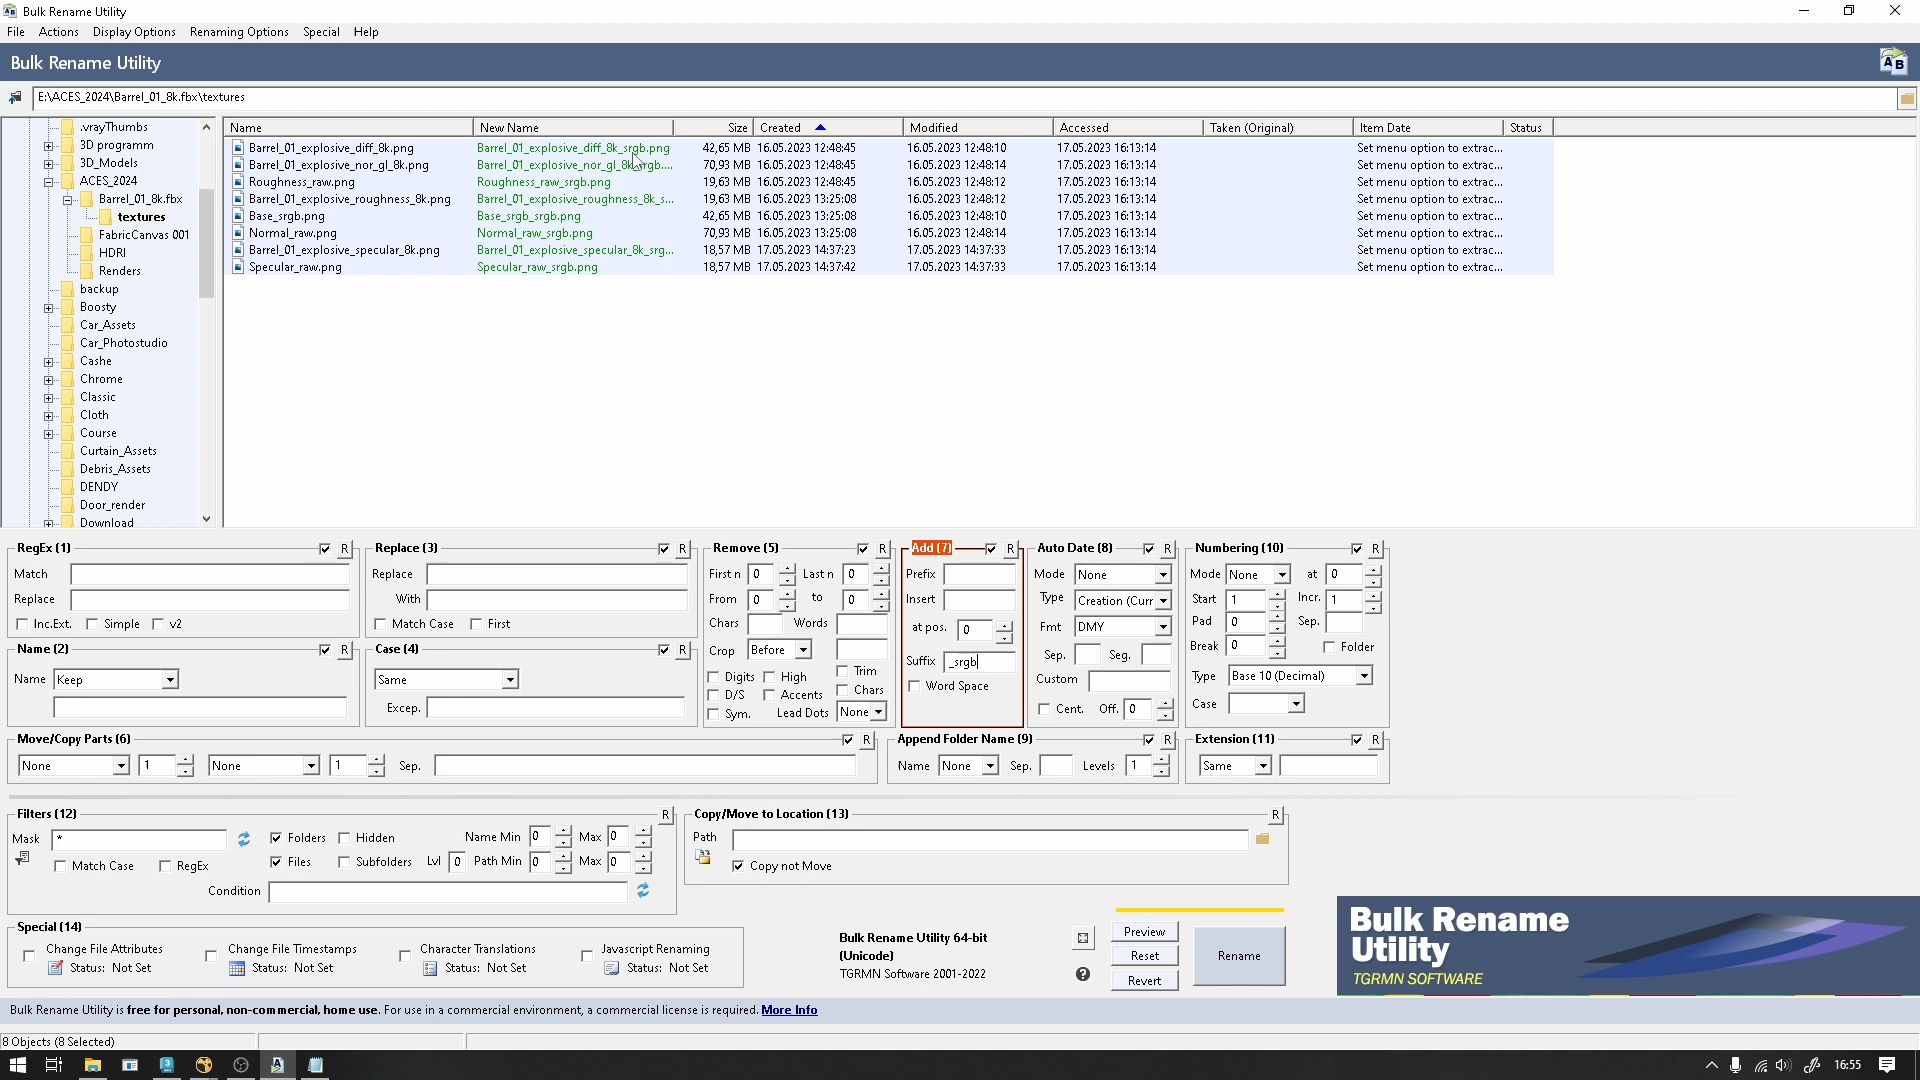 Bulk Rename Utility
File Actions Display Options Renaming Options Special Help
Bulk Rename Utility
E:\ACES_2024\Barrel_01_8k.fbx\textures
.vrayThumbs
3D programm
3D_Models
ACES_2024
Barrel_01_8k.fbx
textures
FabricCanvas 001
HDRI
Renders
backup
Boosty
Car_Assets
Car_Photostudio
Cashe
Chrome
Classic
Cloth
Course
Curtain_Assets
Debris_Assets
DENDY
Door_render
Download
Name New Name Size Created Modified Accessed Taken (Original) Item Date Status
Barrel_01_explosive_diff_8k.png Barrel_01_explosive_diff_8k_srgb.png 42,65 MB 16.05.2023 12:48:45 16.05.2023 12:48:10 17.05.2023 16:13:14 Set menu option to extrac...
Barrel_01_explosive_nor_gl_8k.png Barrel_01_explosive_nor_gl_8k_srgb.... 70,93 MB 16.05.2023 12:48:45 16.05.2023 12:48:14 17.05.2023 16:13:14 Set menu option to extrac...
Roughness_raw.png Roughness_raw_srgb.png 19,63 MB 16.05.2023 12:48:45 16.05.2023 12:48:12 17.05.2023 16:13:14 Set menu option to extrac...
Barrel_01_explosive_roughness_8k.png Barrel_01_explosive_roughness_8k_s... 19,63 MB 16.05.2023 13:25:08 16.05.2023 12:48:12 17.05.2023 16:13:14 Set menu option to extrac...
Base_srgb.png Base_srgb_srgb.png 42,65 MB 16.05.2023 13:25:08 16.05.2023 12:48:10 17.05.2023 16:13:14 Set menu option to extrac...
Normal_raw.png Normal_raw_srgb.png 70,93 MB 16.05.2023 13:25:08 16.05.2023 12:48:14 17.05.2023 16:13:14 Set menu option to extrac...
Barrel_01_explosive_specular_8k.png Barrel_01_explosive_specular_8k_srg... 18,57 MB 17.05.2023 14:37:23 17.05.2023 14:37:33 17.05.2023 16:13:14 Set menu option to extrac...
Specular_raw.png Specular_raw_srgb.png 18,57 MB 17.05.2023 14:37:42 17.05.2023 14:37:33 17.05.2023 16:13:14 Set menu option to extrac...
RegEx (1) R
Match
Replace
Inc.Ext. Simple v2
Replace (3) R
Replace
With
Match Case First
Name (2) R
Name Keep
Case (4) R
Same
Excep.
Remove (5) R
First n 0 Last n 0
From 0 to 0
Chars Words
Crop Before
Digits High Trim
D/S Accents Chars
Sym. Lead Dots None
Add (7) R
Prefix
Insert
at pos. 0
Suffix _srgb
Word Space
Auto Date (8) R
Mode None
Type Creation (Curr
Fmt DMY
Sep. Seg.
Custom
Cent. Off. 0
Numbering (10) R
Mode None at 0
Start 1 Incr. 1
Pad 0 Sep.
Break 0 Folder
Type Base 10 (Decimal)
Case
Move/Copy Parts (6) R
None 1 None 1 Sep.
Append Folder Name (9) R
Name None Sep. Levels 1
Extension (11) R
Same
Filters (12) R
Mask * Folders Hidden Name Min 0 Max 0
Files Subfolders Lvl 0 Path Min 0 Max 0
Match Case RegEx
Condition
Copy/Move to Location (13) R
Path
Copy not Move
Special (14)
Change File Attributes Change File Timestamps Character Translations Javascript Renaming
Status: Not Set Status: Not Set Status: Not Set Status: Not Set
Bulk Rename Utility 64-bit
(Unicode)
TGRMN Software 2001-2022
Preview
Reset
Revert
Rename
Bulk Rename
Utility
TGRMN SOFTWARE
Bulk Rename Utility is free for personal, non-commercial, home use. For use in a commercial environment, a commercial license is required. More Info
8 Objects (8 Selected)
16:55